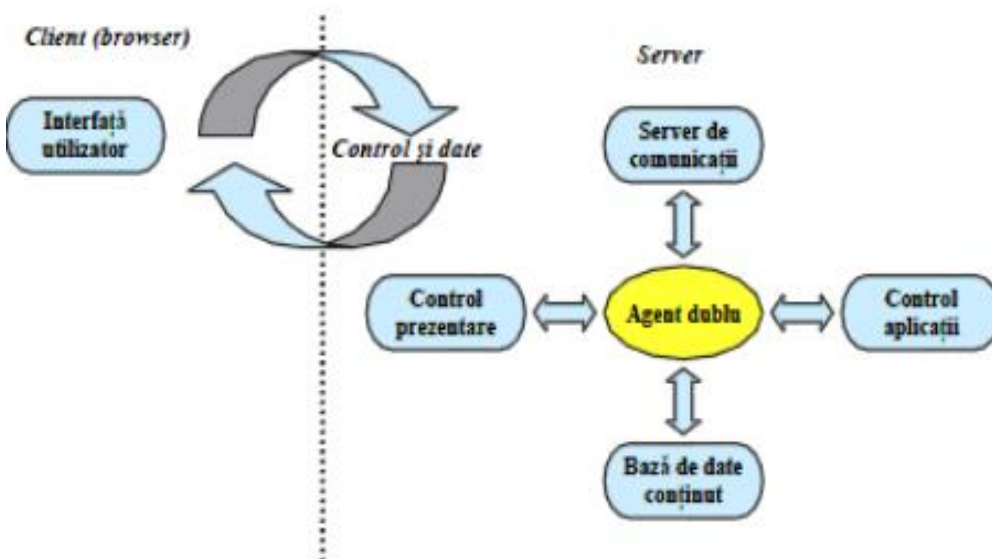 Client (browser)
Interfață
utilizator
Control și date
Server
Server de
comunicații
Control
prezentare
Agent dublu
Control
aplicații
Bază de date
conținut